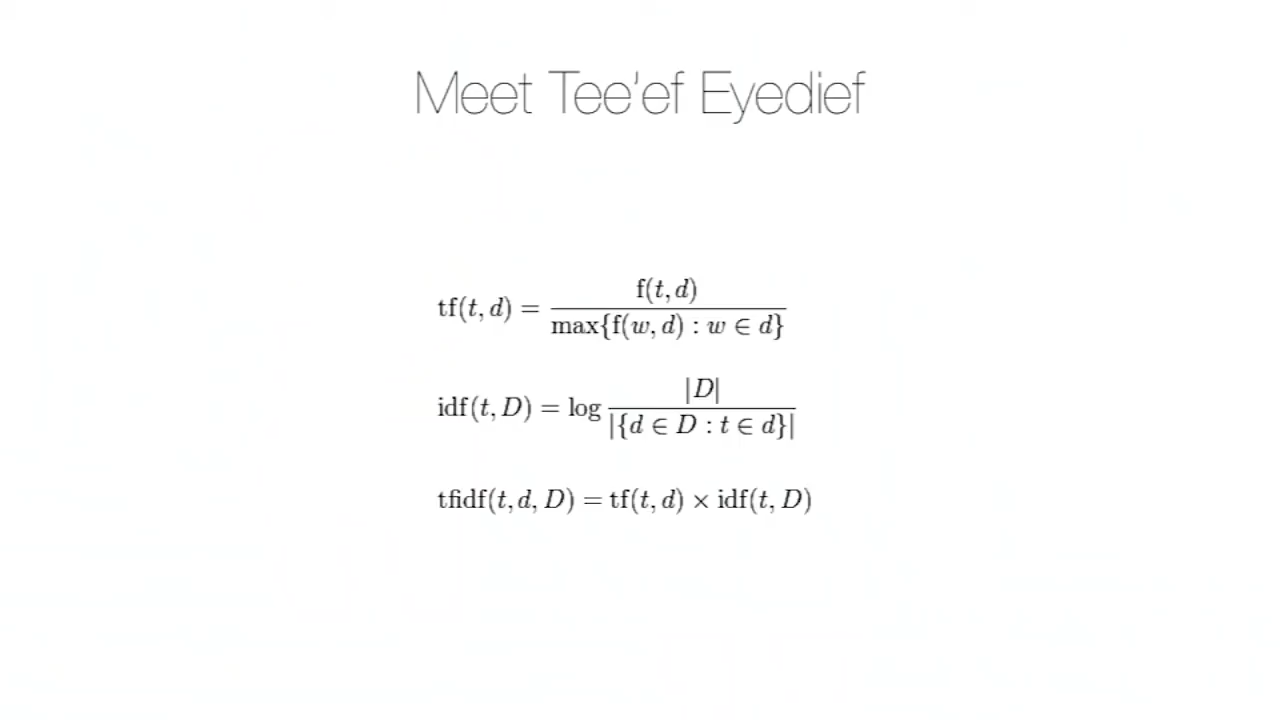 Meet Tee'ef Eyedief
tf(t, d) = f(t, d) / max{f(w, d) : w ∈ d}
idf(t, D) = log |D| / |{d ∈ D : t ∈ d}|
tfidf(t, d, D) = tf(t, d) × idf(t, D)